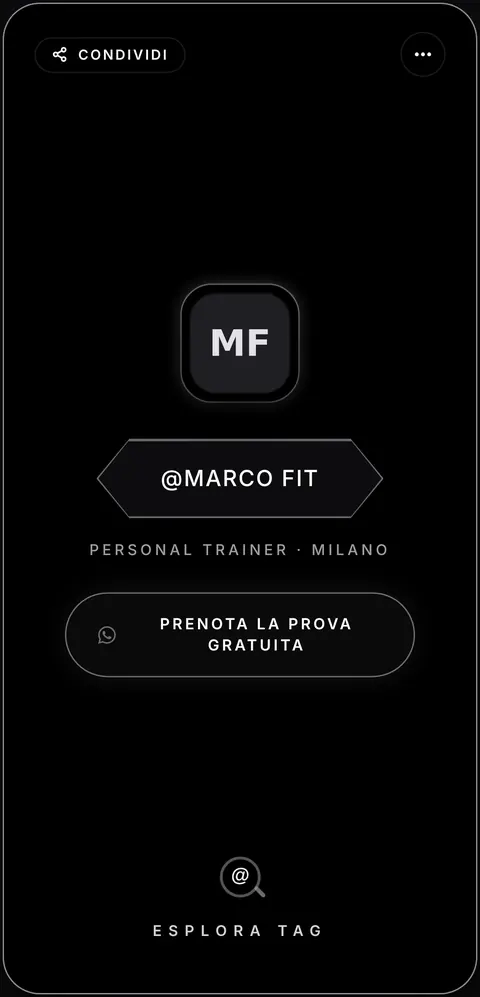 CONDIVIDI
MF
@MARCO FIT
PERSONAL TRAINER · MILANO
PRENOTA LA PROVA
GRATUITA
@
ESPLORA TAG